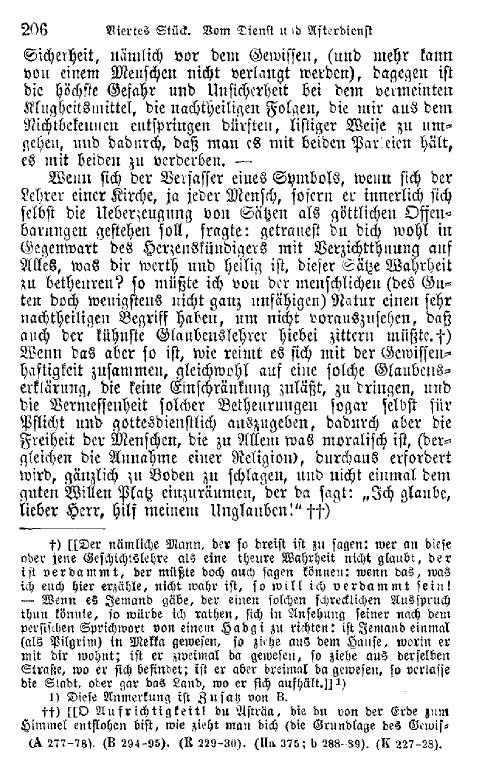 206 Viertes Stück. Vom Dienst und Afterdienst
Sicherheit, nämlich vor dem Gewissen, (und mehr kann
von einem Menschen nicht verlangt werden), dagegen ist
die höchste Gefahr und Unsicherheit bei dem vermeinten
Klugheitsmittel, die nachtheiligen Folgen, die mir aus dem
Nichtbekennen entspringen dürften, listiger Weise zu um-
gehen, und dadurch, daß man es mit beiden Parteien hält,
es mit beiden zu verderben. —
Wenn sich der Verfasser eines Symbols, wenn sich der
Lehrer einer Kirche, ja jeder Mensch, sofern er innerlich sich
selbst die Ueberzeugung von Sätzen als göttlichen Offen-
barungen gestehen soll, fragte: getrauest du dich wohl in
Gegenwart des Herzenskündigers mit Verzichtthuung auf
Alles, was dir werth und heilig ist, dieser Sätze Wahrheit
zu betheuren? so müßte ich von der menschlichen (des Gu-
ten doch wenigstens nicht ganz unfähigen) Natur einen sehr
nachtheiligen Begriff haben, um nicht vorauszusehen, daß
auch der kühnste Glaubenslehrer hiebei zittern müßte.†)
Wenn das aber so ist, wie reimt es sich mit der Gewissen-
haftigkeit zusammen, gleichwohl auf eine solche Glaubens-
erklärung, die keine Einschränkung zuläßt, zu dringen, und
die Vermessenheit solcher Betheurungen sogar selbst für
Pflicht und gottesdienstlich auszugeben, dadurch aber die
Freiheit der Menschen, die zu Allem was moralisch ist, (der-
gleichen die Annahme einer Religion), durchaus erfordert
wird, gänzlich zu Boden zu schlagen, und nicht einmal dem
guten Willen Platz einzuräumen, der da sagt: „Ich glaube,
lieber Herr, hilf meinem Unglauben!“ ††)
†) [[Der nämliche Mann, der so dreist ist zu sagen: wer an diese
oder jene Geschichtslehre als eine theure Wahrheit nicht glaubt, der
ist verdammt, der müßte doch auch sagen können: wenn das, was
ich euch hier erzähle, nicht wahr ist, so will ich verdammt sein!
— Wenn es Jemand gäbe, der einen solchen schrecklichen Ausspruch
thun könnte, so würde ich rathen, sich in Ansehung seiner nach dem
persischen Sprichwort von einem Hadgi zu richten: ist Jemand einmal
(als Pilgrim) in Mekka gewesen, so ziehe aus dem Hause, worin er
mit dir wohnt; ist er zweimal da gewesen, so ziehe aus derselben
Straße, wo er sich befindet; ist er aber dreimal da gewesen, so verlasse
die Stadt, oder gar das Land, wo er sich aufhält.]]¹)
1) Diese Anmerkung ist Zusatz von B.
††) [[O Aufrichtigkeit! du Asträa, die du von der Erde zum
Himmel entflohen bist, wie zieht man dich (die Grundlage des Gewis-
(A 277-78). (B 294-95). (R 229-30). (IIa 375; b 288-89). (K 227-28).